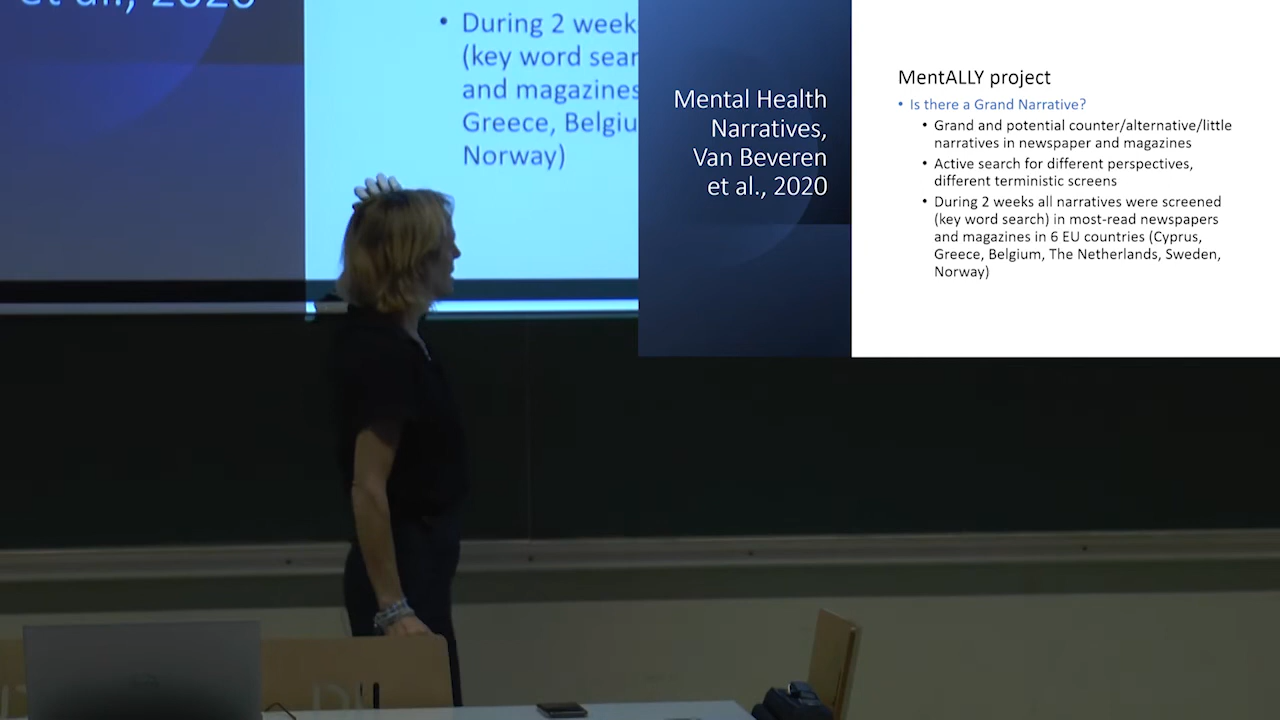 et al., 2020
• During 2 week
(key word sear
and magazines
Greece, Belgiu
Norway)
Mental Health
Narratives,
Van Beveren
et al., 2020
MentALLY project
• Is there a Grand Narrative?
• Grand and potential counter/alternative/little
narratives in newspaper and magazines
• Active search for different perspectives,
different terministic screens
• During 2 weeks all narratives were screened
(key word search) in most-read newspapers
and magazines in 6 EU countries (Cyprus,
Greece, Belgium, The Netherlands, Sweden,
Norway)